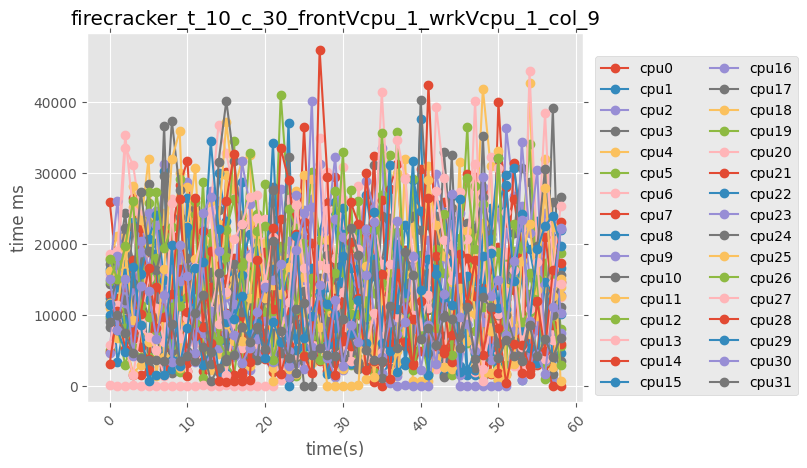 firecracker_t_10_c_30_frontVcpu_1_wrkVcpu_1_col_9
time ms
40000
30000
20000
10000
0
0
10
20
30
40
50
60
time(s)
cpu0
cpu1
cpu2
cpu3
cpu4
cpu5
cpu6
cpu7
cpu8
cpu9
cpu10
cpu11
cpu12
cpu13
cpu14
cpu15
cpu16
cpu17
cpu18
cpu19
cpu20
cpu21
cpu22
cpu23
cpu24
cpu25
cpu26
cpu27
cpu28
cpu29
cpu30
cpu31